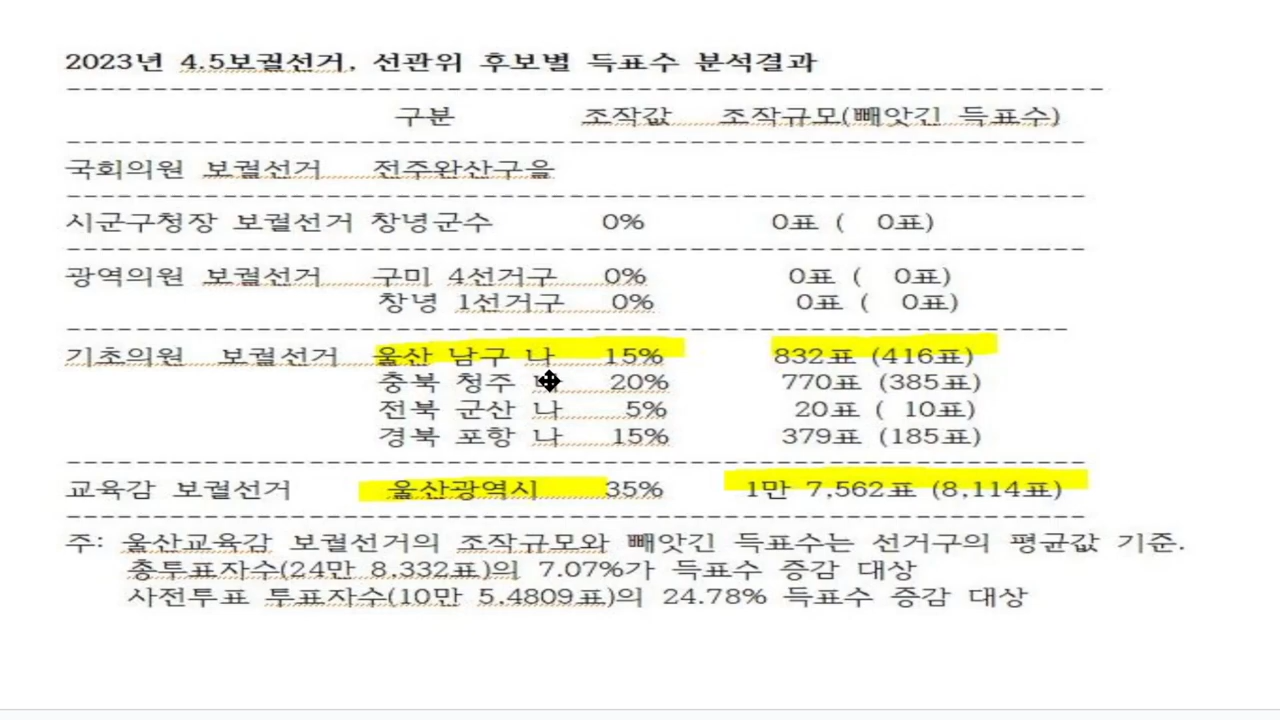 2023년 4.5보궐선거, 선관위 후보별 득표수 분석결과
구분 조작값 조작규모(빼앗긴 득표수)
국회의원 보궐선거 전주완산구을
시군구청장 보궐선거 창녕군수 0% 0표 ( 0표)
광역의원 보궐선거 구미 4선거구 0% 0표 ( 0표)
창녕 1선거구 0% 0표 ( 0표)
기초의원 보궐선거 울산 남구 나 15% 832표 (416표)
충북 청주 20% 770표 (385표)
전북 군산 나 5% 20표 ( 10표)
경북 포항 나 15% 379표 (185표)
교육감 보궐선거 울산광역시 35% 1만 7,562표 (8,114표)
주: 울산교육감 보궐선거의 조작규모와 빼앗긴 득표수는 선거구의 평균값 기준.
총투표자수(24만 8,332표)의 7.07%가 득표수 증감 대상
사전투표 투표자수(10만 5.4809표)의 24.78% 득표수 증감 대상